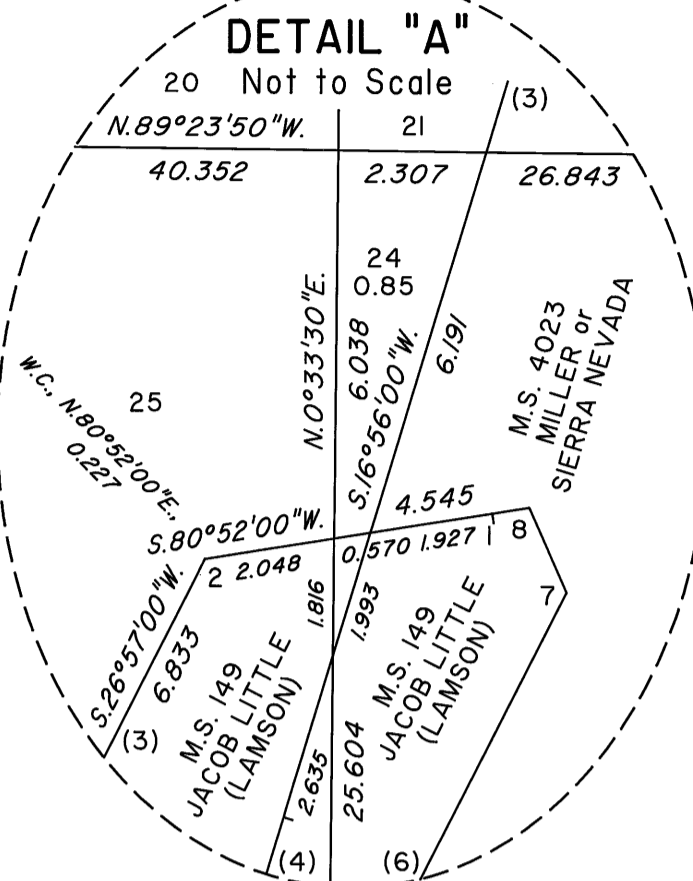 DETAIL "A"
20 Not to Scale
(3)
N.89°23'50"W.
21
40.352
2.307
26.843
24
0.85
N.0°33'30"E.
6.038
S.16°56'00"W.
6.191
M.S. 4023
MILLER or
SIERRA NEVADA
25
W.C., N.80°52'00"E.,
0.227
S.80°52'00"W.
4.545
2
2.048
0.570
1.927
1
8
7
S.26°57'00"W.
6.833
1.816
1.993
M.S. 149
JACOB LITTLE
(LAMSON)
M.S. 149
JACOB LITTLE
(LAMSON)
(3)
2.635
25.604
(4)
(6)